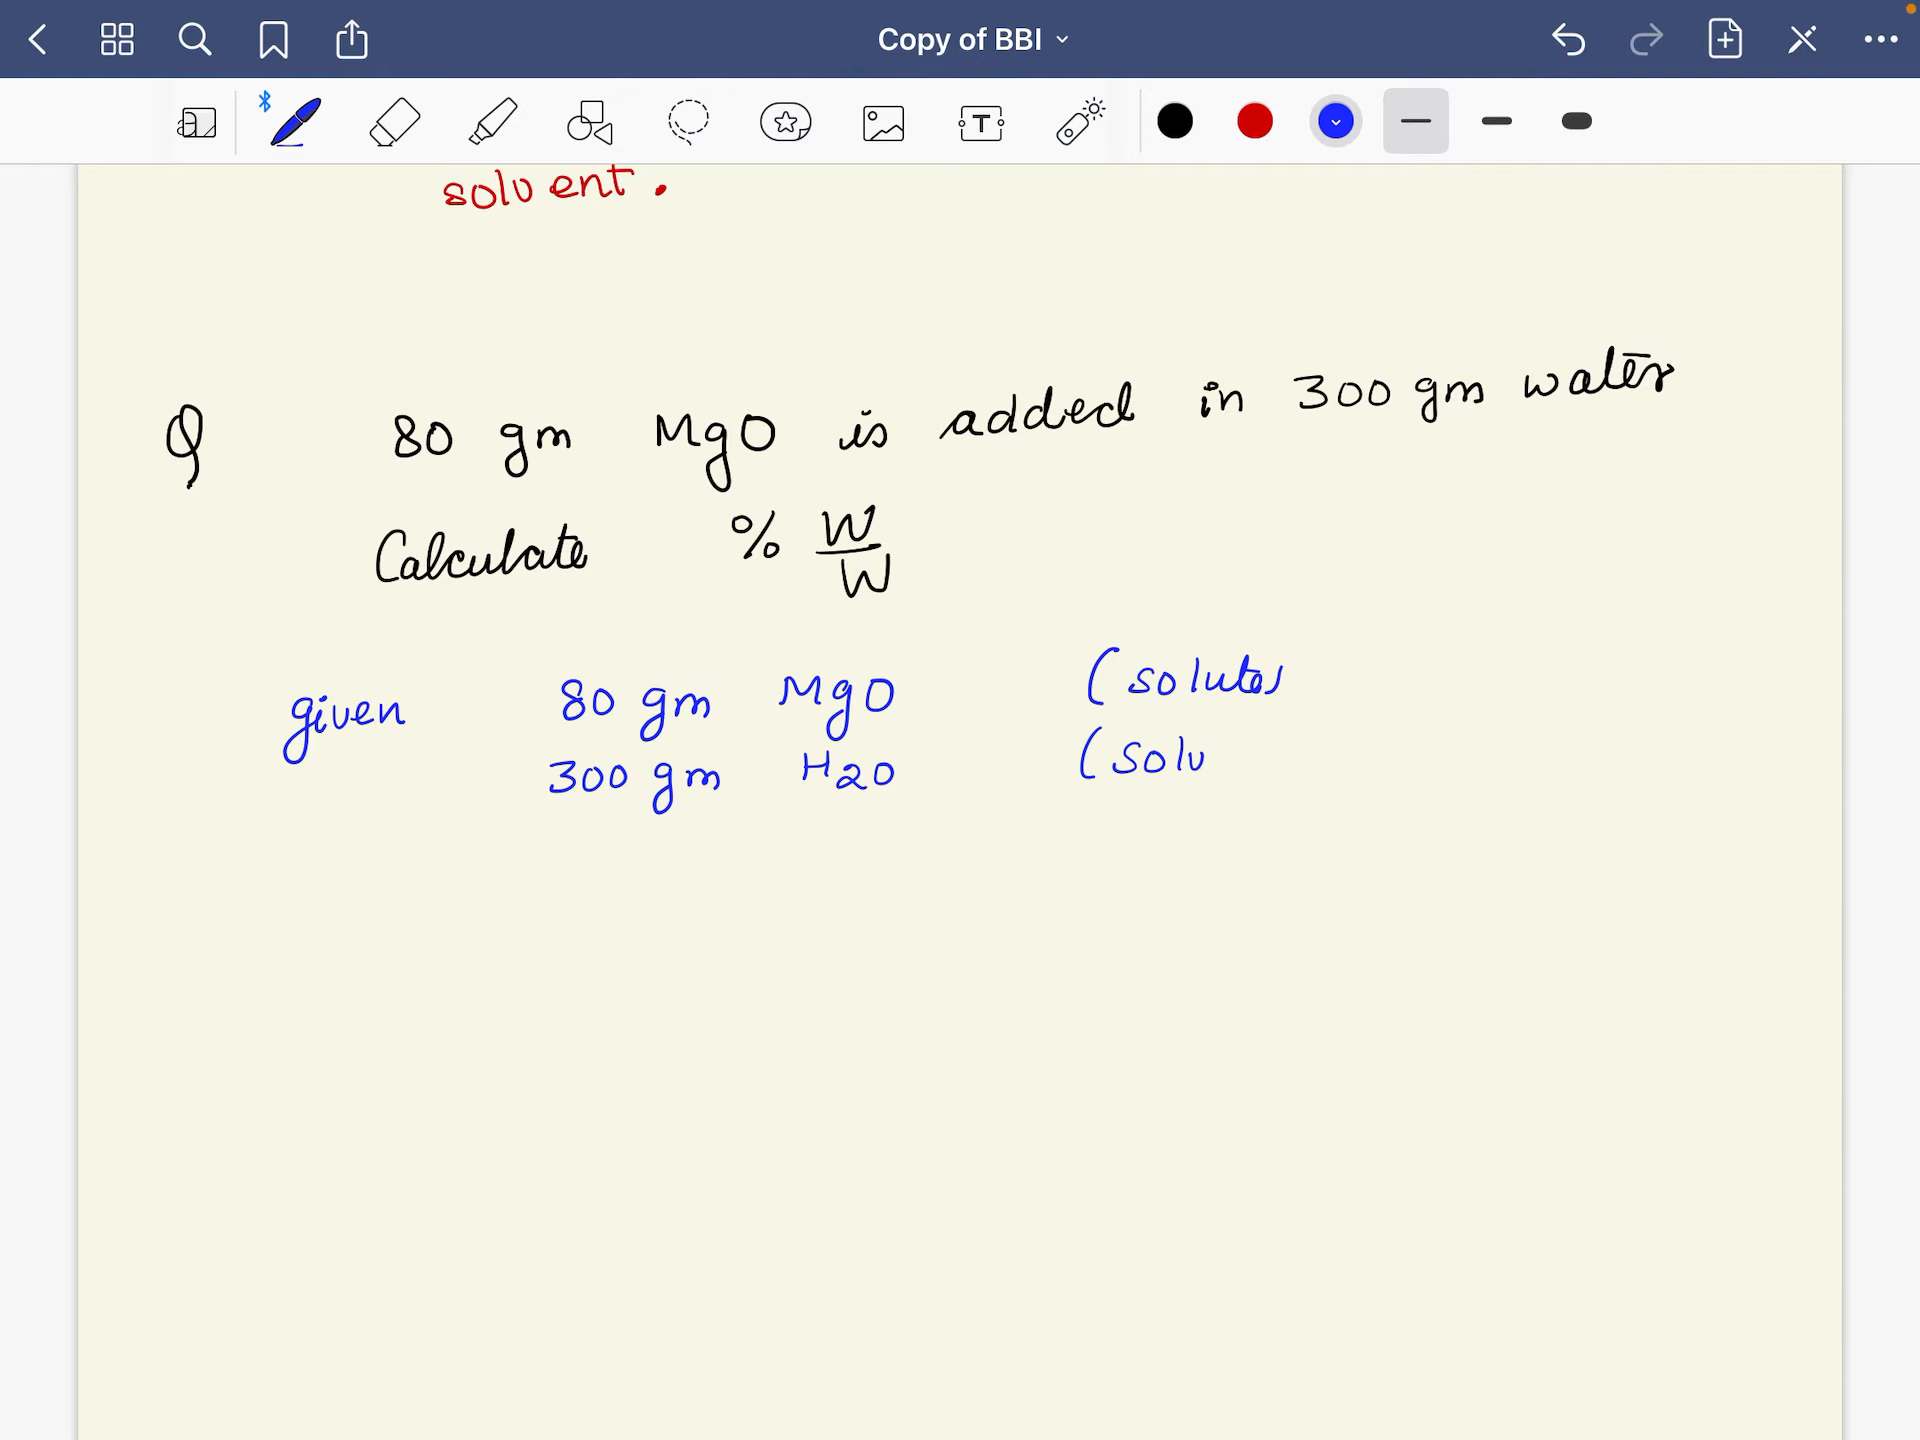 Copy of BBI
solvent.
Q 80 gm MgO is added in 300 gm water
Calculate % W/W
given 80 gm MgO (solute)
300 gm H2O (solv